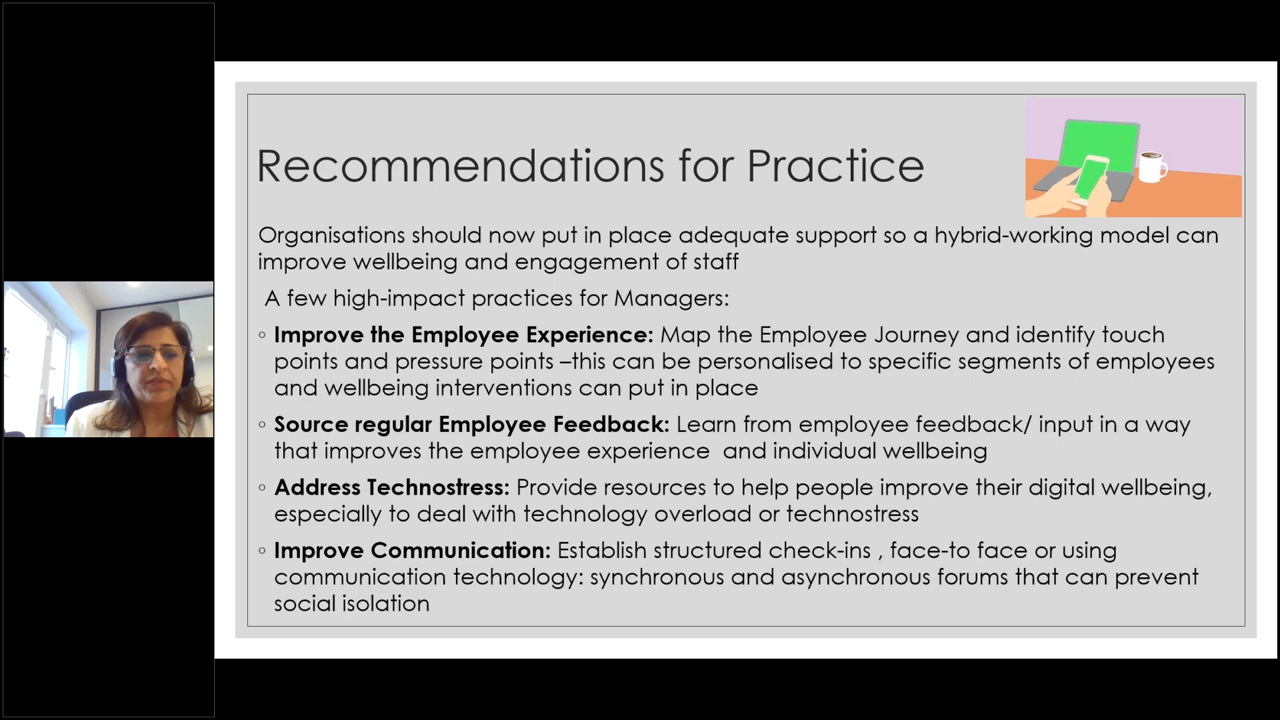 Recommendations for Practice
Organisations should now put in place adequate support so a hybrid-working model can
improve wellbeing and engagement of staff
A few high-impact practices for Managers:
◦ Improve the Employee Experience: Map the Employee Journey and identify touch
points and pressure points –this can be personalised to specific segments of employees
and wellbeing interventions can put in place
◦ Source regular Employee Feedback: Learn from employee feedback/ input in a way
that improves the employee experience  and individual wellbeing
◦ Address Technostress: Provide resources to help people improve their digital wellbeing,
especially to deal with technology overload or technostress
◦ Improve Communication: Establish structured check-ins , face-to face or using
communication technology: synchronous and asynchronous forums that can prevent
social isolation